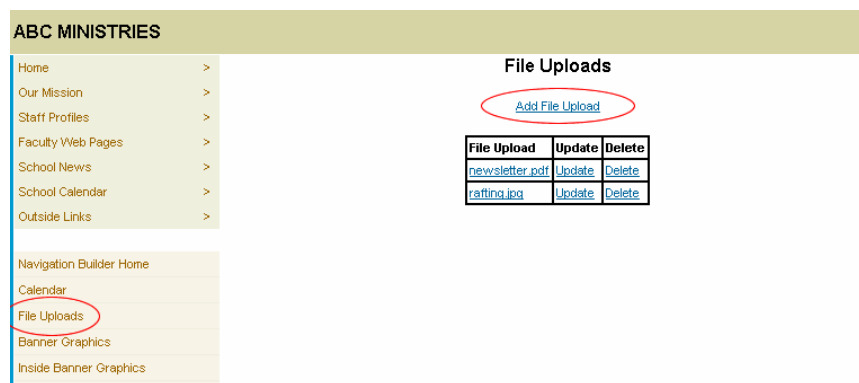 ABC MINISTRIES
Home >
Our Mission >
Staff Profiles >
Faculty Web Pages >
School News >
School Calendar >
Outside Links >
Navigation Builder Home
Calendar
File Uploads
Banner Graphics
Inside Banner Graphics
File Uploads
Add File Upload
File Upload Update Delete
newsletter.pdf Update Delete
rafting.jpg Update Delete